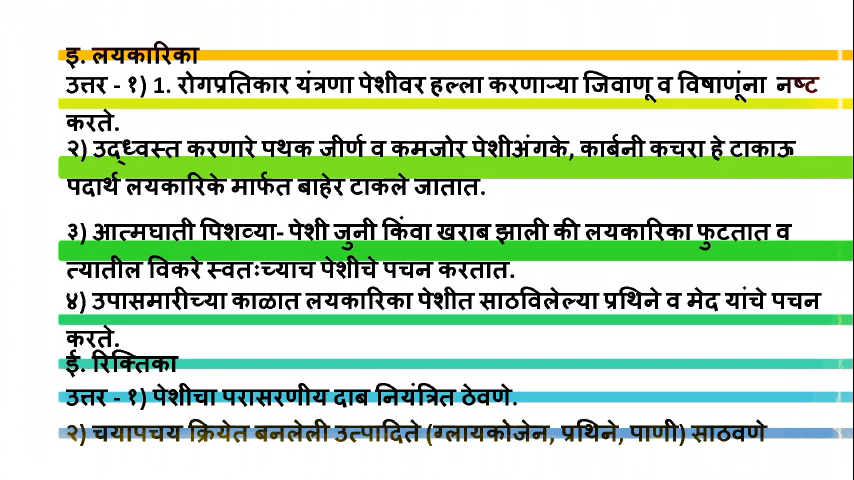 इ. लयकारिका
उत्तर - १) 1. रोगप्रतिकार यंत्रणा पेशीवर हल्ला करणाऱ्या जिवाणू व विषाणूंना नष्ट
करते.
२) उद्ध्वस्त करणारे पथक जीर्ण व कमजोर पेशीअंगके, कार्बनी कचरा हे टाकाऊ
पदार्थ लयकारिके मार्फत बाहेर टाकले जातात.
३) आत्मघाती पिशव्या- पेशी जुनी किंवा खराब झाली की लयकारिका फुटतात व
त्यातील विकरे स्वतःच्याच पेशीचे पचन करतात.
४) उपासमारीच्या काळात लयकारिका पेशीत साठविलेल्या प्रथिने व मेद यांचे पचन
करते.
ई. रिक्तिका
उत्तर - १) पेशीचा परासरणीय दाब नियंत्रित ठेवणे.
२) चयापचय क्रियेत बनलेली उत्पादिते (ग्लायकोजेन, प्रथिने, पाणी) साठवणे